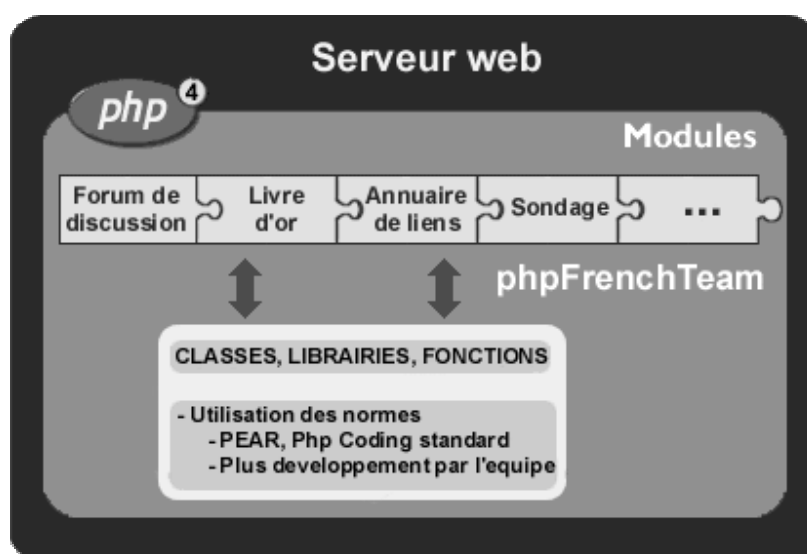 Serveur web
php 4
Modules
Forum de
discussion
Livre
d'or
Annuaire
de liens
Sondage
...
phpFrenchTeam
CLASSES, LIBRAIRIES, FONCTIONS
- Utilisation des normes
-PEAR, Php Coding standard
-Plus developpement par l'equipe